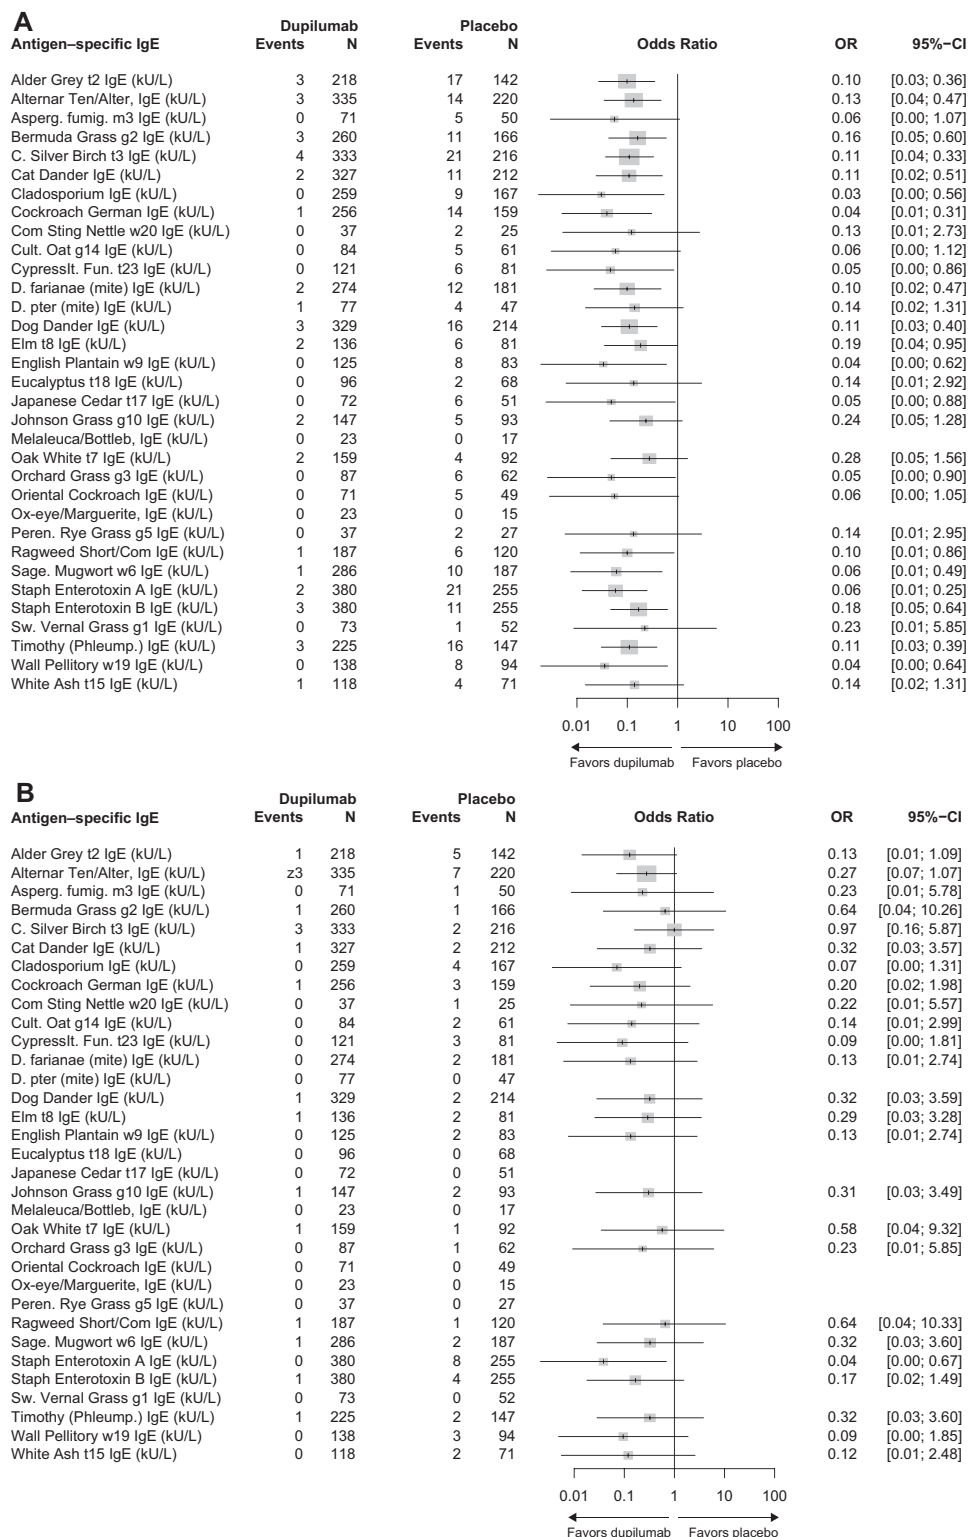 A
Dupilumab Placebo
Antigen–specific IgE Events N Events N Odds Ratio OR 95%−CI
Alder Grey t2 IgE (kU/L) 3 218 17 142 0.10 [0.03; 0.36]
Alternar Ten/Alter, IgE (kU/L) 3 335 14 220 0.13 [0.04; 0.47]
Asperg. fumig. m3 IgE (kU/L) 0 71 5 50 0.06 [0.00; 1.07]
Bermuda Grass g2 IgE (kU/L) 3 260 11 166 0.16 [0.05; 0.60]
C. Silver Birch t3 IgE (kU/L) 4 333 21 216 0.11 [0.04; 0.33]
Cat Dander IgE (kU/L) 2 327 11 212 0.11 [0.02; 0.51]
Cladosporium IgE (kU/L) 0 259 9 167 0.03 [0.00; 0.56]
Cockroach German IgE (kU/L) 1 256 14 159 0.04 [0.01; 0.31]
Com Sting Nettle w20 IgE (kU/L) 0 37 2 25 0.13 [0.01; 2.73]
Cult. Oat g14 IgE (kU/L) 0 84 5 61 0.06 [0.00; 1.12]
CypressIt. Fun. t23 IgE (kU/L) 0 121 6 81 0.05 [0.00; 0.86]
D. farianae (mite) IgE (kU/L) 2 274 12 181 0.10 [0.02; 0.47]
D. pter (mite) IgE (kU/L) 1 77 4 47 0.14 [0.02; 1.31]
Dog Dander IgE (kU/L) 3 329 16 214 0.11 [0.03; 0.40]
Elm t8 IgE (kU/L) 2 136 6 81 0.19 [0.04; 0.95]
English Plantain w9 IgE (kU/L) 0 125 8 83 0.04 [0.00; 0.62]
Eucalyptus t18 IgE (kU/L) 0 96 2 68 0.14 [0.01; 2.92]
Japanese Cedar t17 IgE (kU/L) 0 72 6 51 0.05 [0.00; 0.88]
Johnson Grass g10 IgE (kU/L) 2 147 5 93 0.24 [0.05; 1.28]
Melaleuca/Bottleb, IgE (kU/L) 0 23 0 17
Oak White t7 IgE (kU/L) 2 159 4 92 0.28 [0.05; 1.56]
Orchard Grass g3 IgE (kU/L) 0 87 6 62 0.05 [0.00; 0.90]
Oriental Cockroach IgE (kU/L) 0 71 5 49 0.06 [0.00; 1.05]
Ox-eye/Marguerite, IgE (kU/L) 0 23 0 15
Peren. Rye Grass g5 IgE (kU/L) 0 37 2 27 0.14 [0.01; 2.95]
Ragweed Short/Com IgE (kU/L) 1 187 6 120 0.10 [0.01; 0.86]
Sage. Mugwort w6 IgE (kU/L) 1 286 10 187 0.06 [0.01; 0.49]
Staph Enterotoxin A IgE (kU/L) 2 380 21 255 0.06 [0.01; 0.25]
Staph Enterotoxin B IgE (kU/L) 3 380 11 255 0.18 [0.05; 0.64]
Sw. Vernal Grass g1 IgE (kU/L) 0 73 1 52 0.23 [0.01; 5.85]
Timothy (Phleump.) IgE (kU/L) 3 225 16 147 0.11 [0.03; 0.39]
Wall Pellitory w19 IgE (kU/L) 0 138 8 94 0.04 [0.00; 0.64]
White Ash t15 IgE (kU/L) 1 118 4 71 0.14 [0.02; 1.31]
0.01 0.1 1 10 100
Favors dupilumab Favors placebo
B
Dupilumab Placebo
Antigen–specific IgE Events N Events N Odds Ratio OR 95%−CI
Alder Grey t2 IgE (kU/L) 1 218 5 142 0.13 [0.01; 1.09]
Alternar Ten/Alter, IgE (kU/L) z3 335 7 220 0.27 [0.07; 1.07]
Asperg. fumig. m3 IgE (kU/L) 0 71 1 50 0.23 [0.01; 5.78]
Bermuda Grass g2 IgE (kU/L) 1 260 1 166 0.64 [0.04; 10.26]
C. Silver Birch t3 IgE (kU/L) 3 333 2 216 0.97 [0.16; 5.87]
Cat Dander IgE (kU/L) 1 327 2 212 0.32 [0.03; 3.57]
Cladosporium IgE (kU/L) 0 259 4 167 0.07 [0.00; 1.31]
Cockroach German IgE (kU/L) 1 256 3 159 0.20 [0.02; 1.98]
Com Sting Nettle w20 IgE (kU/L) 0 37 1 25 0.22 [0.01; 5.57]
Cult. Oat g14 IgE (kU/L) 0 84 2 61 0.14 [0.01; 2.99]
CypressIt. Fun. t23 IgE (kU/L) 0 121 3 81 0.09 [0.00; 1.81]
D. farianae (mite) IgE (kU/L) 0 274 2 181 0.13 [0.01; 2.74]
D. pter (mite) IgE (kU/L) 0 77 0 47
Dog Dander IgE (kU/L) 1 329 2 214 0.32 [0.03; 3.59]
Elm t8 IgE (kU/L) 1 136 2 81 0.29 [0.03; 3.28]
English Plantain w9 IgE (kU/L) 0 125 2 83 0.13 [0.01; 2.74]
Eucalyptus t18 IgE (kU/L) 0 96 0 68
Japanese Cedar t17 IgE (kU/L) 0 72 0 51
Johnson Grass g10 IgE (kU/L) 1 147 2 93 0.31 [0.03; 3.49]
Melaleuca/Bottleb, IgE (kU/L) 0 23 0 17
Oak White t7 IgE (kU/L) 1 159 1 92 0.58 [0.04; 9.32]
Orchard Grass g3 IgE (kU/L) 0 87 1 62 0.23 [0.01; 5.85]
Oriental Cockroach IgE (kU/L) 0 71 0 49
Ox-eye/Marguerite, IgE (kU/L) 0 23 0 15
Peren. Rye Grass g5 IgE (kU/L) 0 37 0 27
Ragweed Short/Com IgE (kU/L) 1 187 1 120 0.64 [0.04; 10.33]
Sage. Mugwort w6 IgE (kU/L) 1 286 2 187 0.32 [0.03; 3.60]
Staph Enterotoxin A IgE (kU/L) 0 380 8 255 0.04 [0.00; 0.67]
Staph Enterotoxin B IgE (kU/L) 1 380 4 255 0.17 [0.02; 1.49]
Sw. Vernal Grass g1 IgE (kU/L) 0 73 0 52
Timothy (Phleump.) IgE (kU/L) 1 225 2 147 0.32 [0.03; 3.60]
Wall Pellitory w19 IgE (kU/L) 0 138 3 94 0.09 [0.00; 1.85]
White Ash t15 IgE (kU/L) 0 118 2 71 0.12 [0.01; 2.48]
0.01 0.1 1 10 100
Favors dupilumab Favors placebo